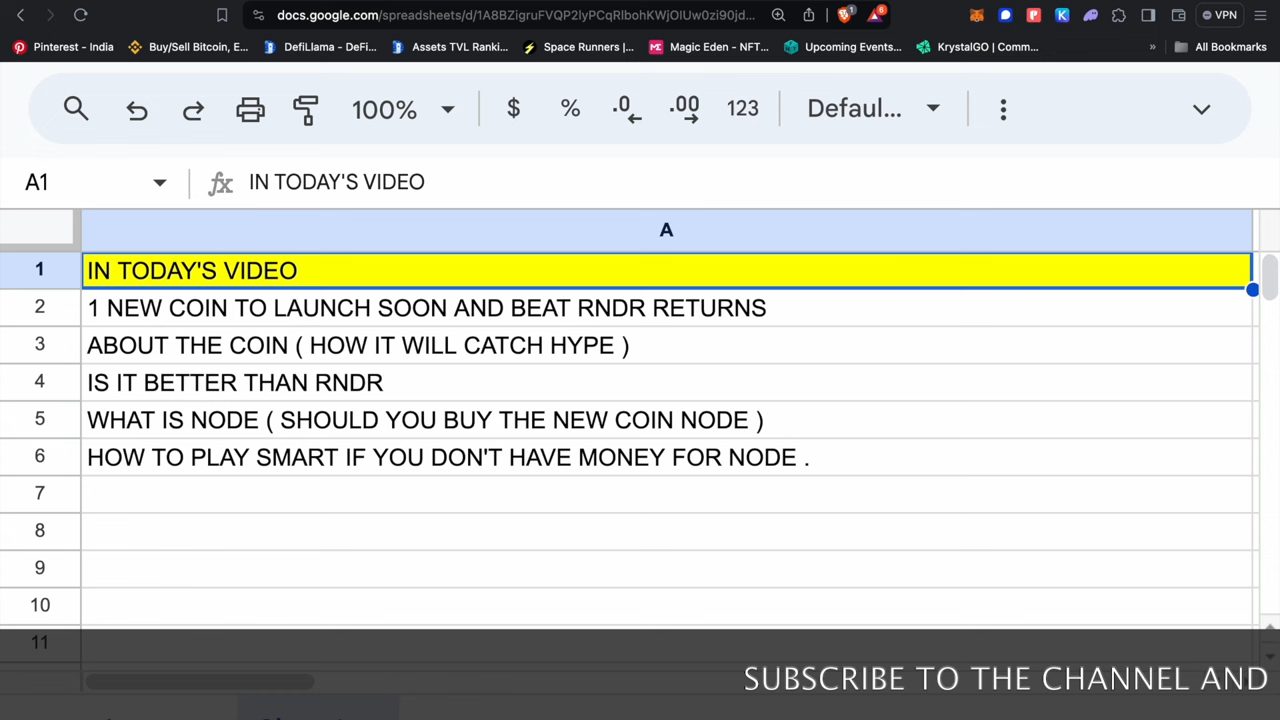 docs.google.com/spreadsheets/d/1A8BZigruFVQP2lyPCqRlbohKWjOlUw0zi90jd... 1 6 VPN
Pinterest - India Buy/Sell Bitcoin, E... DefiLlama - DeFi... Assets TVL Ranki... Space Runners |... Magic Eden - NFT... Upcoming Events... KrystalGO | Comm... » All Bookmarks
100% $ % .0 .00 123 Defaul...
A1 fx IN TODAY'S VIDEO
A
1 IN TODAY'S VIDEO
2 1 NEW COIN TO LAUNCH SOON AND BEAT RNDR RETURNS
3 ABOUT THE COIN ( HOW IT WILL CATCH HYPE )
4 IS IT BETTER THAN RNDR
5 WHAT IS NODE ( SHOULD YOU BUY THE NEW COIN NODE )
6 HOW TO PLAY SMART IF YOU DON'T HAVE MONEY FOR NODE .
7
8
9
10
11
SUBSCRIBE TO THE CHANNEL AND